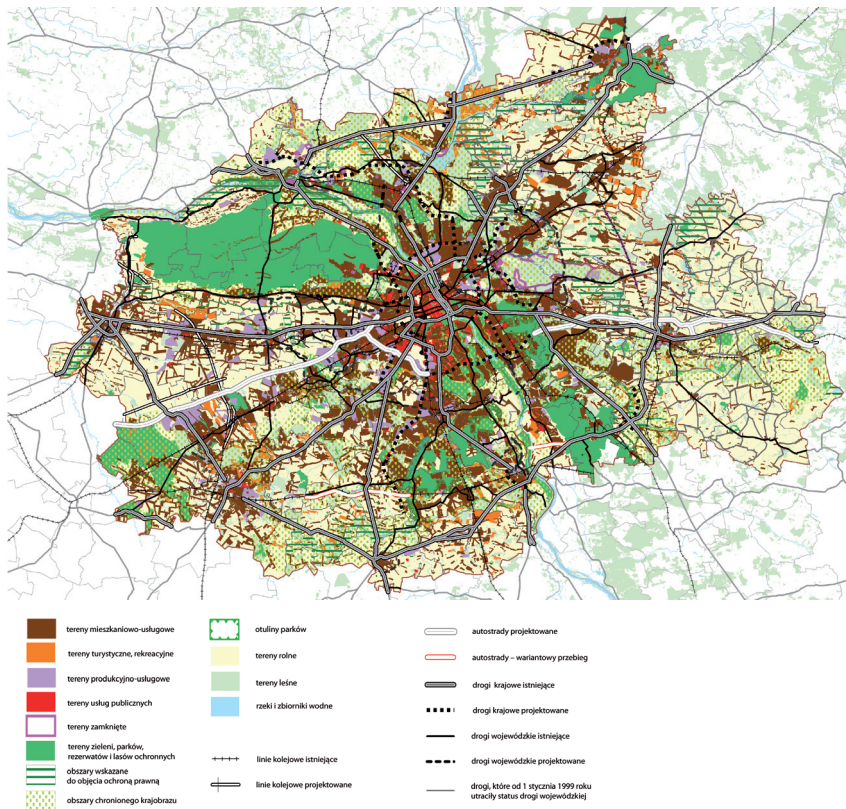 tereny mieszkaniowo-usługowe
tereny turystyczne, rekreacyjne
tereny produkcyjno-usługowe
tereny usług publicznych
tereny zamknięte
tereny zieleni, parków,
rezerwatów i lasów ochronnych
obszary wskazane
do objęcia ochroną prawną
obszary chronionego krajobrazu
otuliny parków
tereny rolne
tereny leśne
rzeki i zbiorniki wodne
linie kolejowe istniejące
linie kolejowe projektowane
autostrady projektowane
autostrady – wariantowy przebieg
drogi krajowe istniejące
drogi krajowe projektowane
drogi wojewódzkie istniejące
drogi wojewódzkie projektowane
drogi, które od 1 stycznia 1999 roku
utraciły status drogi wojewódzkiej